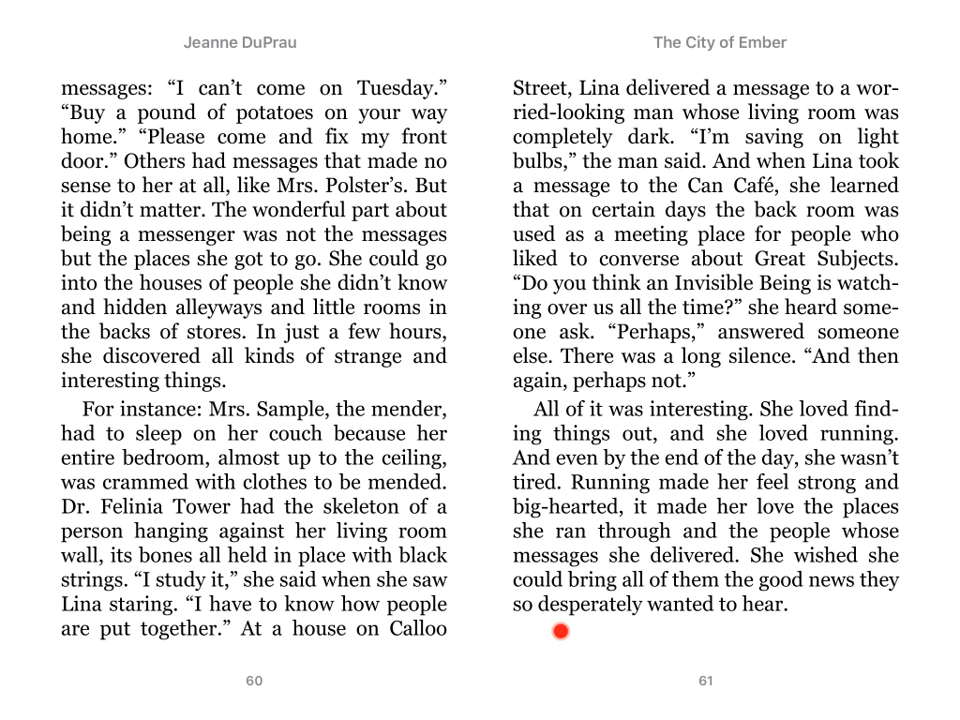 Jeanne DuPrau
messages: “I can’t come on Tuesday.”
“Buy a pound of potatoes on your way
home.” “Please come and fix my front
door.” Others had messages that made no
sense to her at all, like Mrs. Polster’s. But
it didn’t matter. The wonderful part about
being a messenger was not the messages
but the places she got to go. She could go
into the houses of people she didn’t know
and hidden alleyways and little rooms in
the backs of stores. In just a few hours,
she discovered all kinds of strange and
interesting things.
For instance: Mrs. Sample, the mender,
had to sleep on her couch because her
entire bedroom, almost up to the ceiling,
was crammed with clothes to be mended.
Dr. Felinia Tower had the skeleton of a
person hanging against her living room
wall, its bones all held in place with black
strings. “I study it,” she said when she saw
Lina staring. “I have to know how people
are put together.” At a house on Calloo
60
The City of Ember
Street, Lina delivered a message to a wor-
ried-looking man whose living room was
completely dark. “I’m saving on light
bulbs,” the man said. And when Lina took
a message to the Can Café, she learned
that on certain days the back room was
used as a meeting place for people who
liked to converse about Great Subjects.
“Do you think an Invisible Being is watch-
ing over us all the time?” she heard some-
one ask. “Perhaps,” answered someone
else. There was a long silence. “And then
again, perhaps not.”
All of it was interesting. She loved find-
ing things out, and she loved running.
And even by the end of the day, she wasn’t
tired. Running made her feel strong and
big-hearted, it made her love the places
she ran through and the people whose
messages she delivered. She wished she
could bring all of them the good news they
so desperately wanted to hear.
61